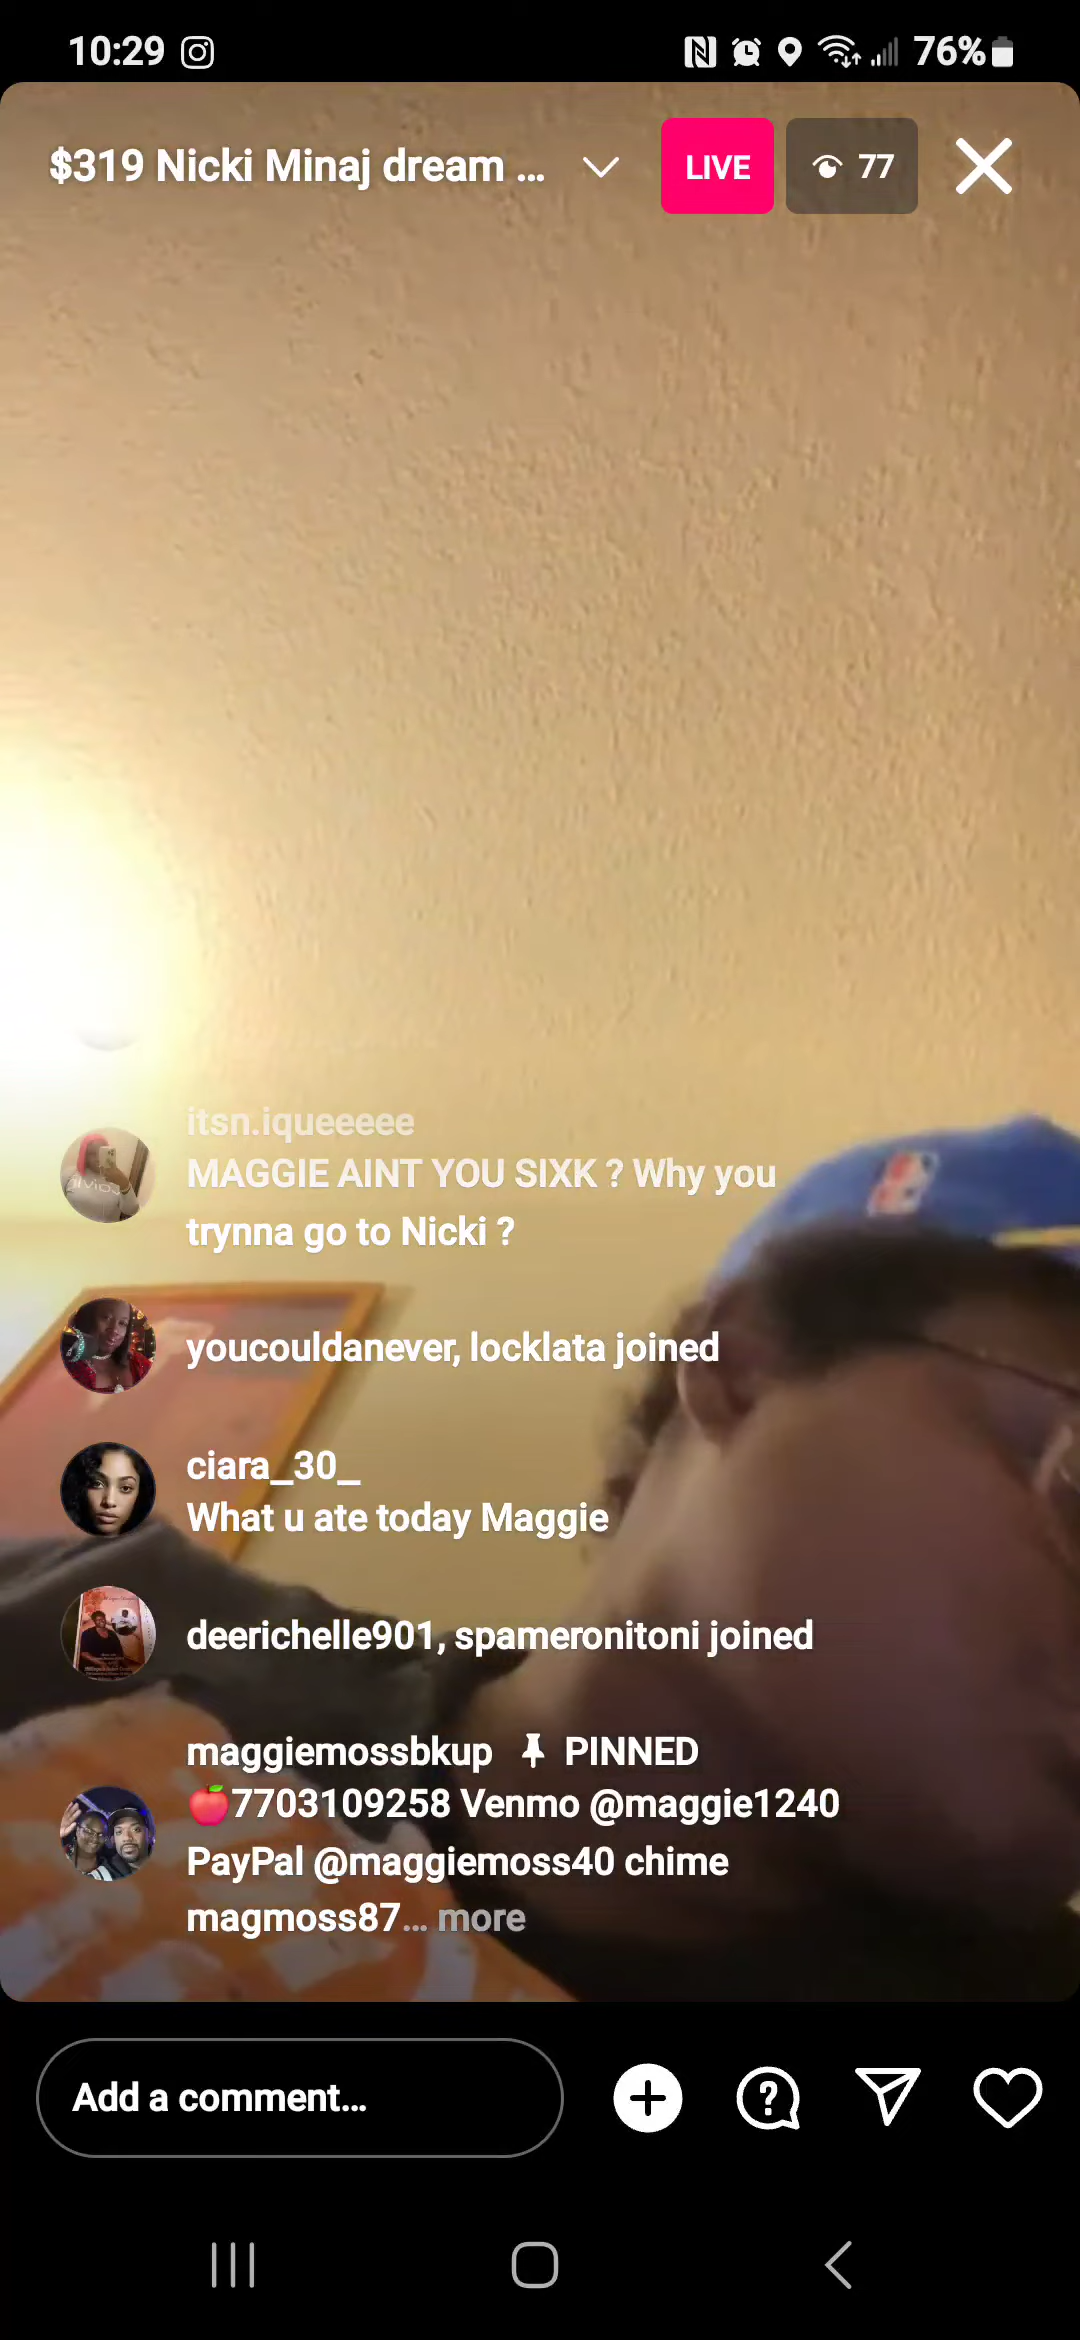 10:29
76%
$319 Nicki Minaj dream ...
LIVE
77
itsn.iqueeeee
MAGGIE AINT YOU SIXK ? Why you
trynna go to Nicki ?
youcouldanever, locklata joined
ciara_30_
What u ate today Maggie
deerichelle901, spameronitoni joined
maggiemossbkup PINNED
🍎7703109258 Venmo @maggie1240
PayPal @maggiemoss40 chime
magmoss87... more
Add a comment...